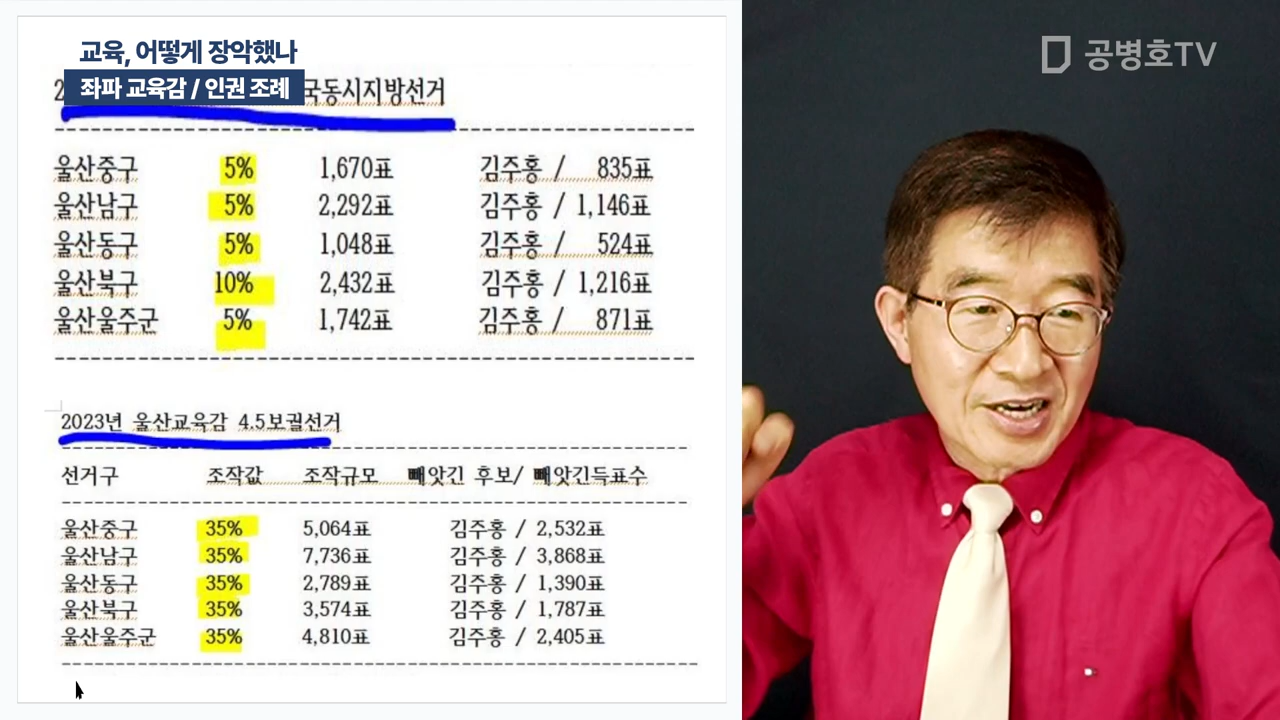 교육, 어떻게 장악했나
좌파 교육감 / 인권 조례
공병호TV
2 국동시지방선거
울산중구 5% 1,670표 김주홍 / 835표
울산남구 5% 2,292표 김주홍 / 1,146표
울산동구 5% 1,048표 김주홍 / 524표
울산북구 10% 2,432표 김주홍 / 1,216표
울산울주군 5% 1,742표 김주홍 / 871표
2023년 울산교육감 4.5보궐선거
선거구 조작값 조작규모 빼앗긴 후보/ 빼앗긴득표수
울산중구 35% 5,064표 김주홍 / 2,532표
울산남구 35% 7,736표 김주홍 / 3,868표
울산동구 35% 2,789표 김주홍 / 1,390표
울산북구 35% 3,574표 김주홍 / 1,787표
울산울주군 35% 4,810표 김주홍 / 2,405표